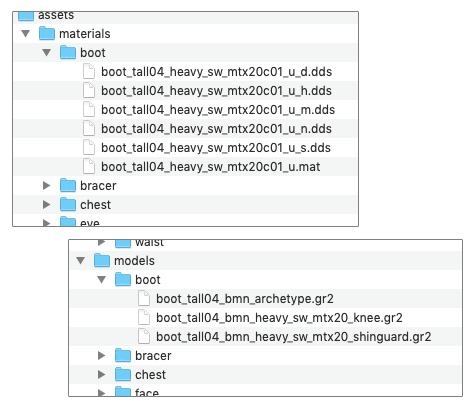 assets
materials
boot
boot_tall04_heavy_sw_mtx20c01_u_d.dds
boot_tall04_heavy_sw_mtx20c01_u_h.dds
boot_tall04_heavy_sw_mtx20c01_u_m.dds
boot_tall04_heavy_sw_mtx20c01_u_n.dds
boot_tall04_heavy_sw_mtx20c01_u_s.dds
boot_tall04_heavy_sw_mtx20c01_u.mat
bracer
chest
eye
waist
models
boot
boot_tall04_bmn_archetype.gr2
boot_tall04_bmn_heavy_sw_mtx20_knee.gr2
boot_tall04_bmn_heavy_sw_mtx20_shinguard.gr2
bracer
chest
face